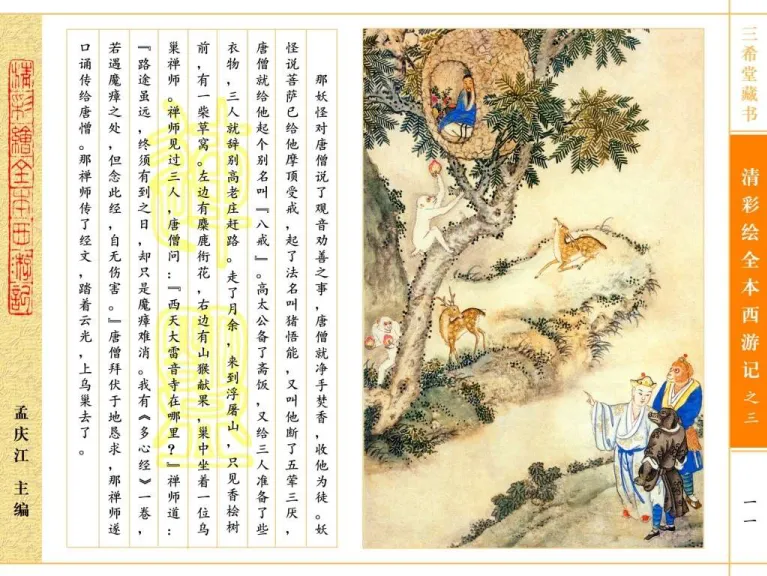 三希堂藏书
清彩绘全本西游记之三
一一
那妖怪对唐僧说了观音劝善之事，唐僧就净手焚香，收他为徒。妖
怪说菩萨已给他摩顶受戒，起了法名叫猪悟能，又叫他断了五荤三厌，
唐僧就给他起个别名叫『八戒』。高太公备了斋饭，又给三人准备了些
衣物，三人就辞别高老庄赶路。走了月余，来到浮屠山，只见香桧树
前，有一柴草窝。左边有麋鹿衔花，右边有山猴献果，巢中坐着一位乌
巢禅师。禅师见过三人，唐僧问：『西天大雷音寺在哪里？』禅师道：
『路途虽远，终须有到之日，却只是魔瘴难消。我有《多心经》一卷，
若遇魔瘴之处，但念此经，自无伤害。』唐僧拜伏于地恳求，那禅师遂
口诵传给唐僧。那禅师传了经文，踏着云光，上乌巢去了。
清彩繪全本西游記
孟庆江 主编